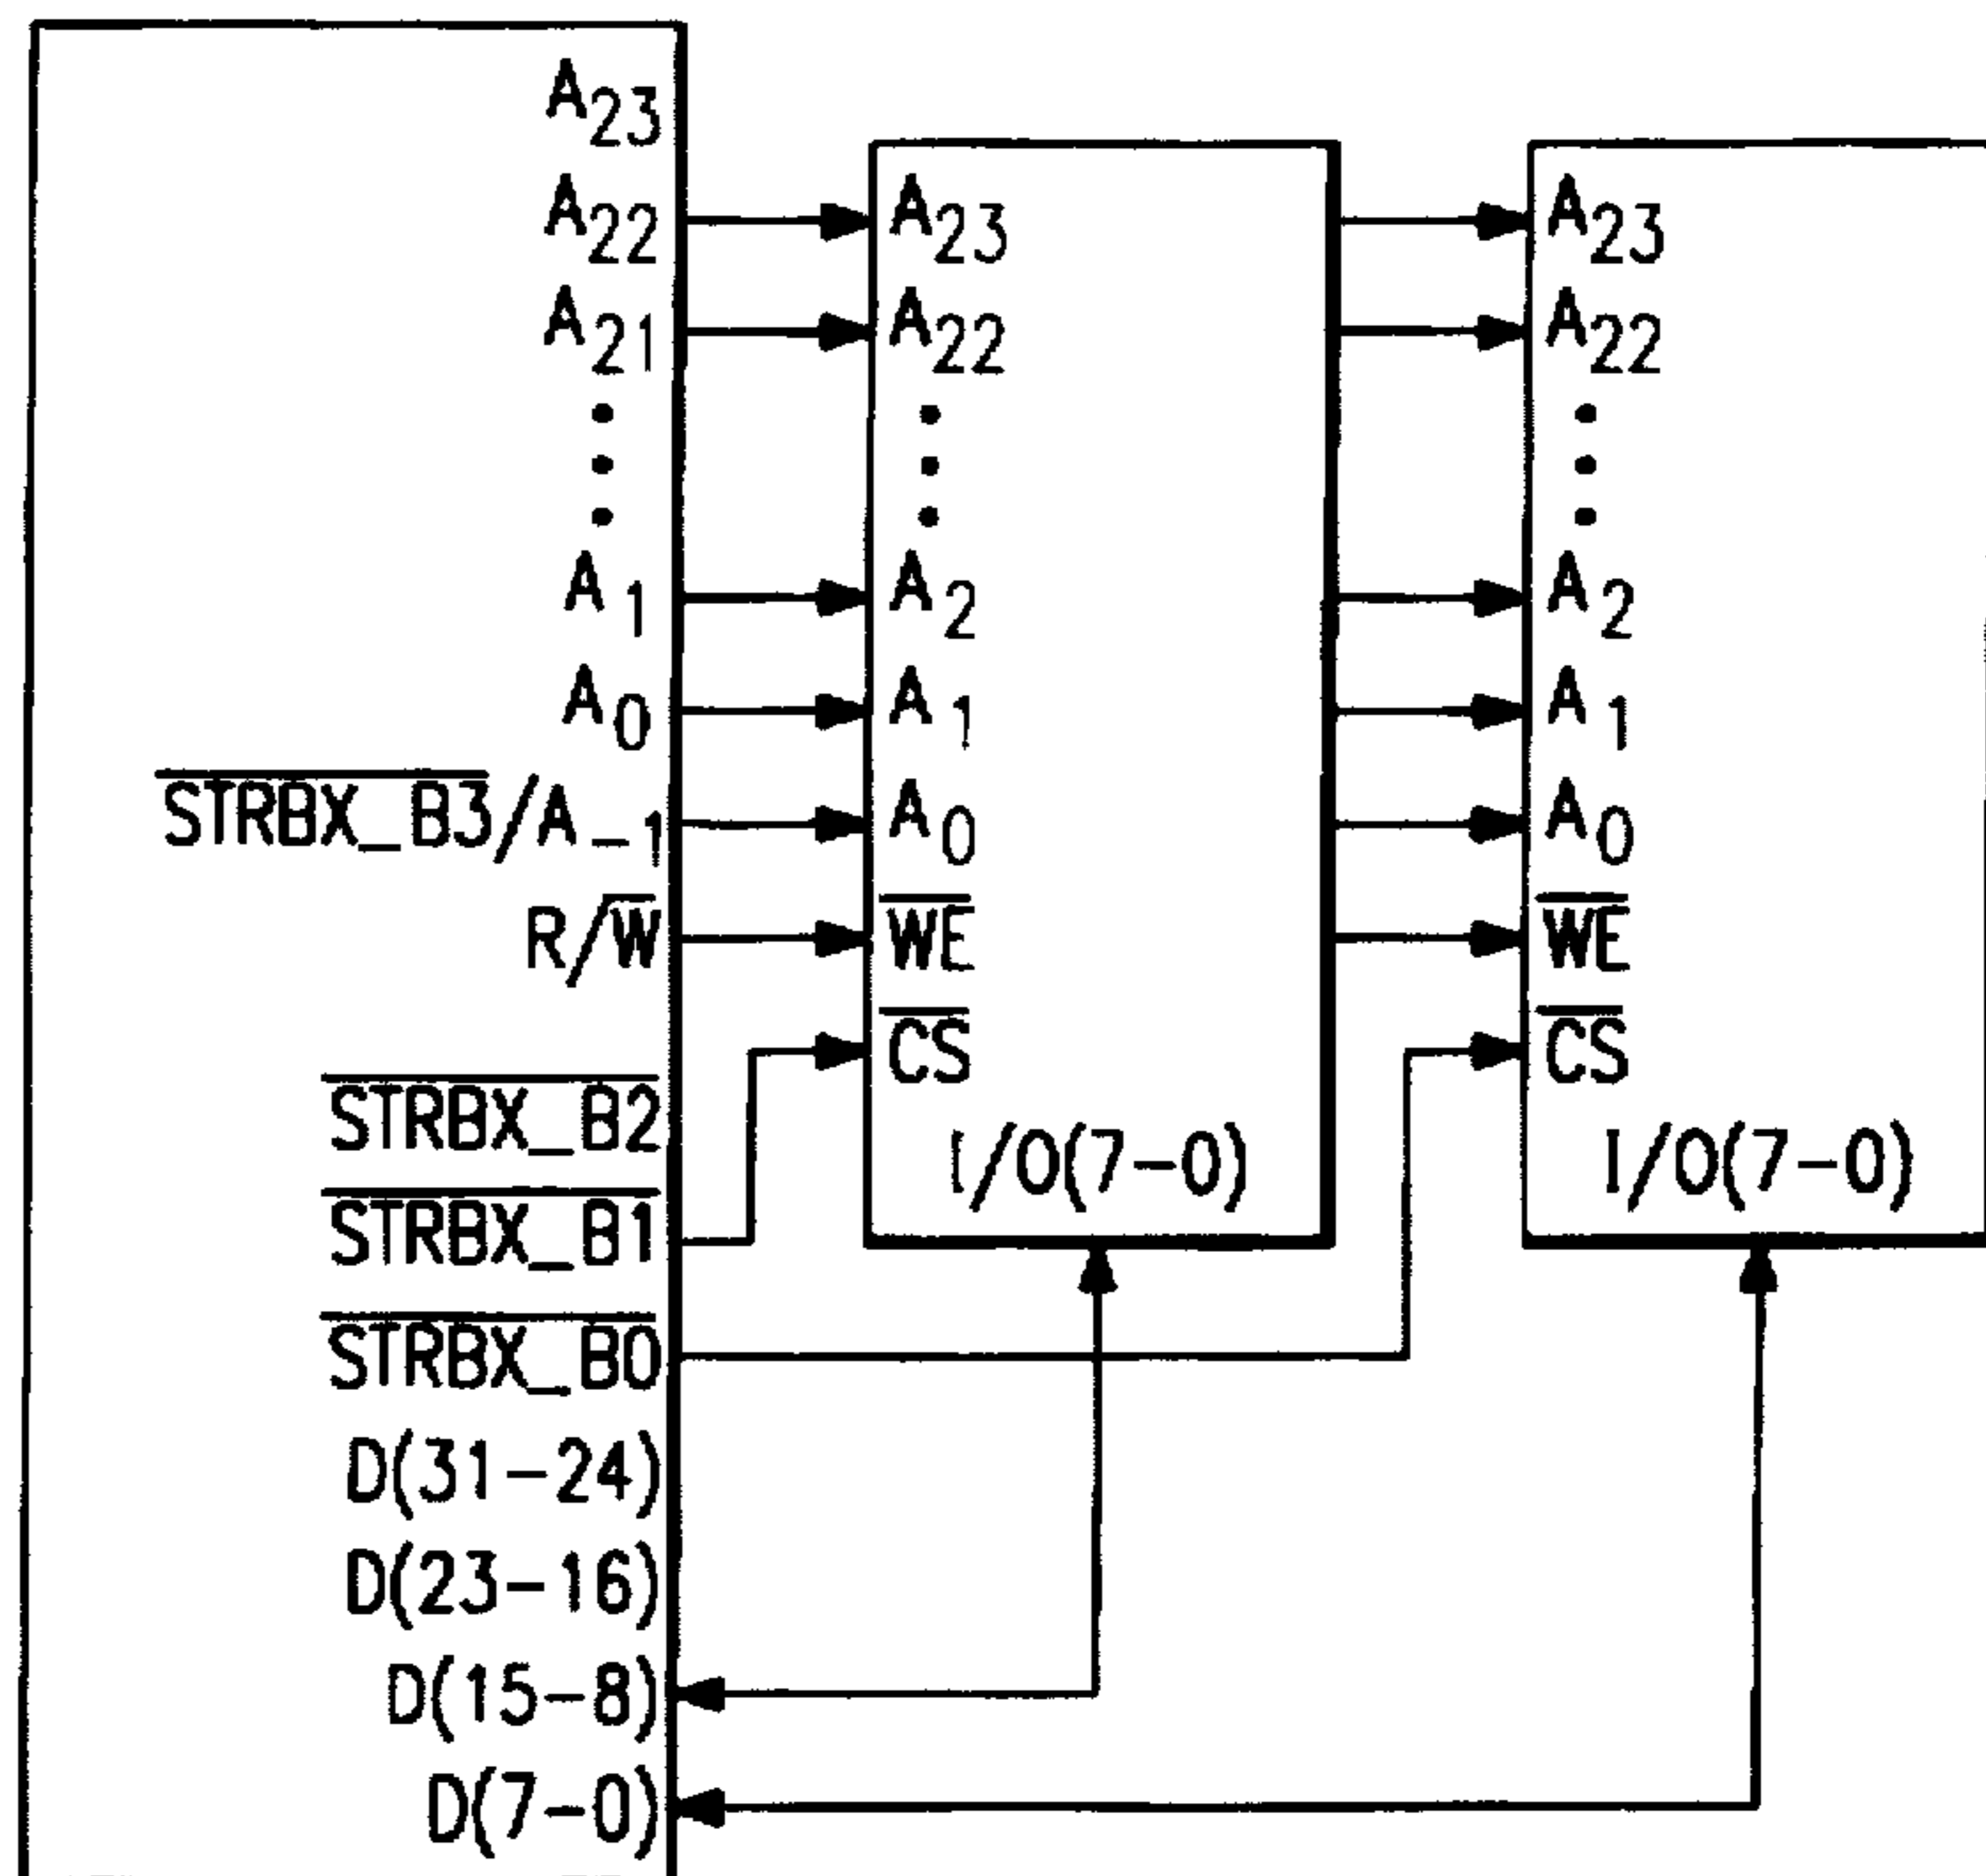 A23
A22
A21
A1
A0
STRBX_B3/A-1
R/W
STRBX_B2
STRBX_B1
STRBX_B0
D(31-24)
D(23-16)
D(15-8)
D(7-0)
A23
A22
A2
A1
A0
WE
CS
I/O(7-0)
A23
A22
A2
A1
A0
WE
CS
I/O(7-0)